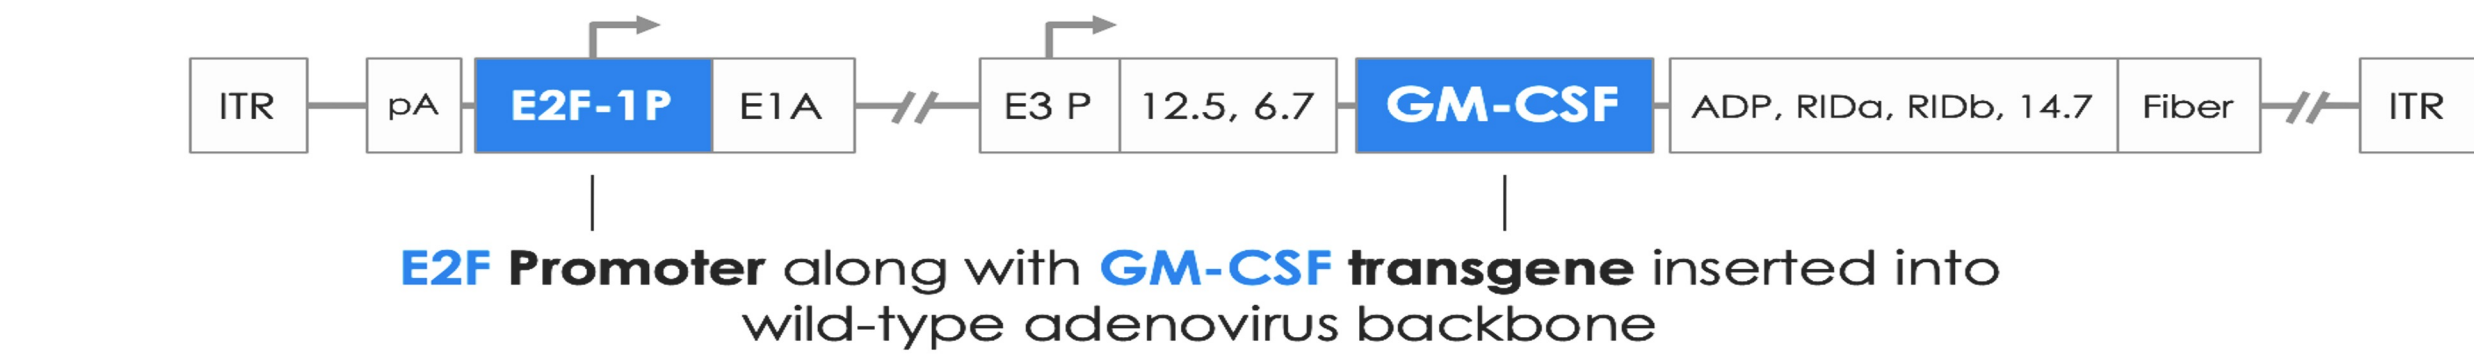 ITR pA E2F-1P E1A E3 P 12.5, 6.7 GM-CSF ADP, RIDa, RIDb, 14.7 Fiber ITR
E2F Promoter along with GM-CSF transgene inserted into
wild-type adenovirus backbone